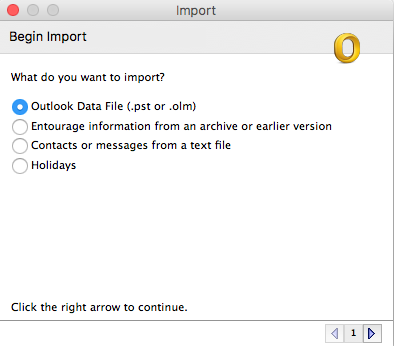 Import
Begin Import
What do you want to import?
Outlook Data File (.pst or .olm)
Entourage information from an archive or earlier version
Contacts or messages from a text file
Holidays
Click the right arrow to continue.
1